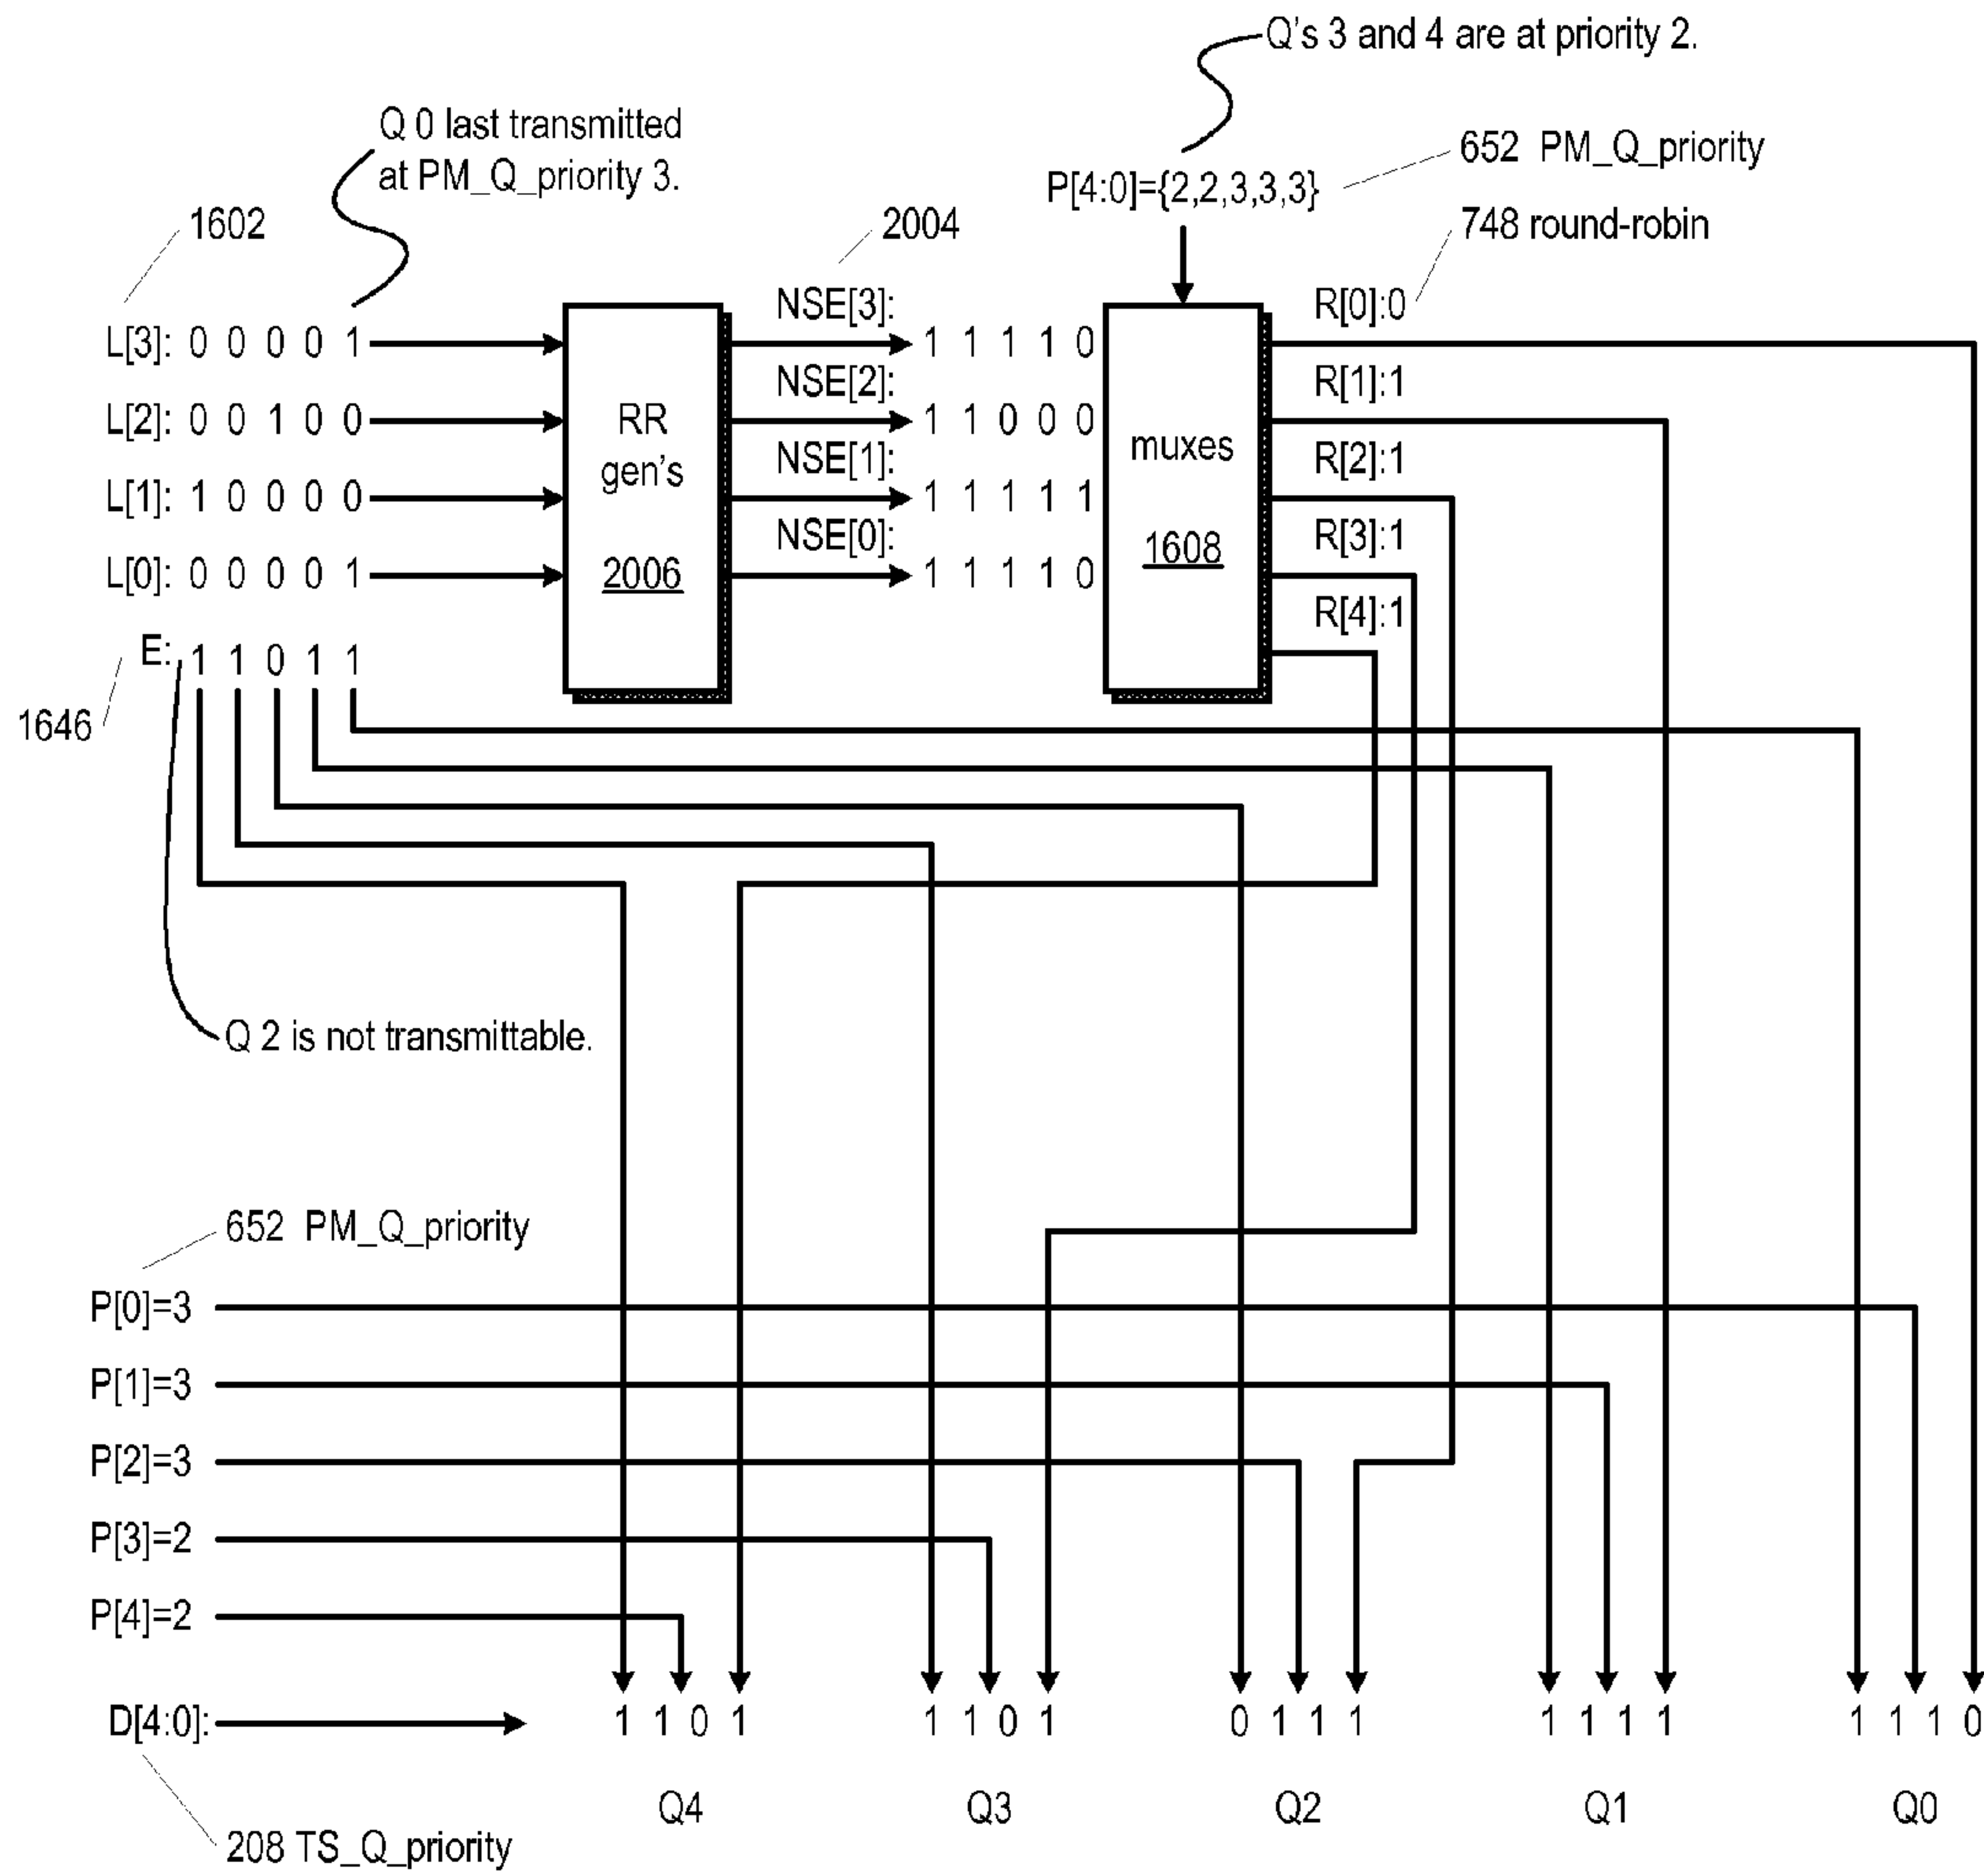 Q's 3 and 4 are at priority 2.
Q 0 last transmitted
at PM_Q_priority 3.
652 PM_Q_priority
P[4:0]={2,2,3,3,3}
1602
2004
748 round-robin
NSE[3]:
R[0]:0
L[3]: 0 0 0 0 1
1 1 1 1 0
NSE[2]:
R[1]:1
L[2]: 0 0 1 0 0
RR
1 1 0 0 0
muxes
NSE[1]:
R[2]:1
gen's
L[1]: 1 0 0 0 0
1 1 1 1 1
NSE[0]:
R[3]:1
1608
L[0]: 0 0 0 0 1
2006
1 1 1 1 0
R[4]:1
E: 1 1 0 1 1
1646
Q 2 is not transmittable.
652 PM_Q_priority
P[0]=3
P[1]=3
P[2]=3
P[3]=2
P[4]=2
D[4:0]: 1 1 0 1 1 1 0 1 0 1 1 1 1 1 1 1 1 1 1 0
Q4 Q3 Q2 Q1 Q0
208 TS_Q_priority